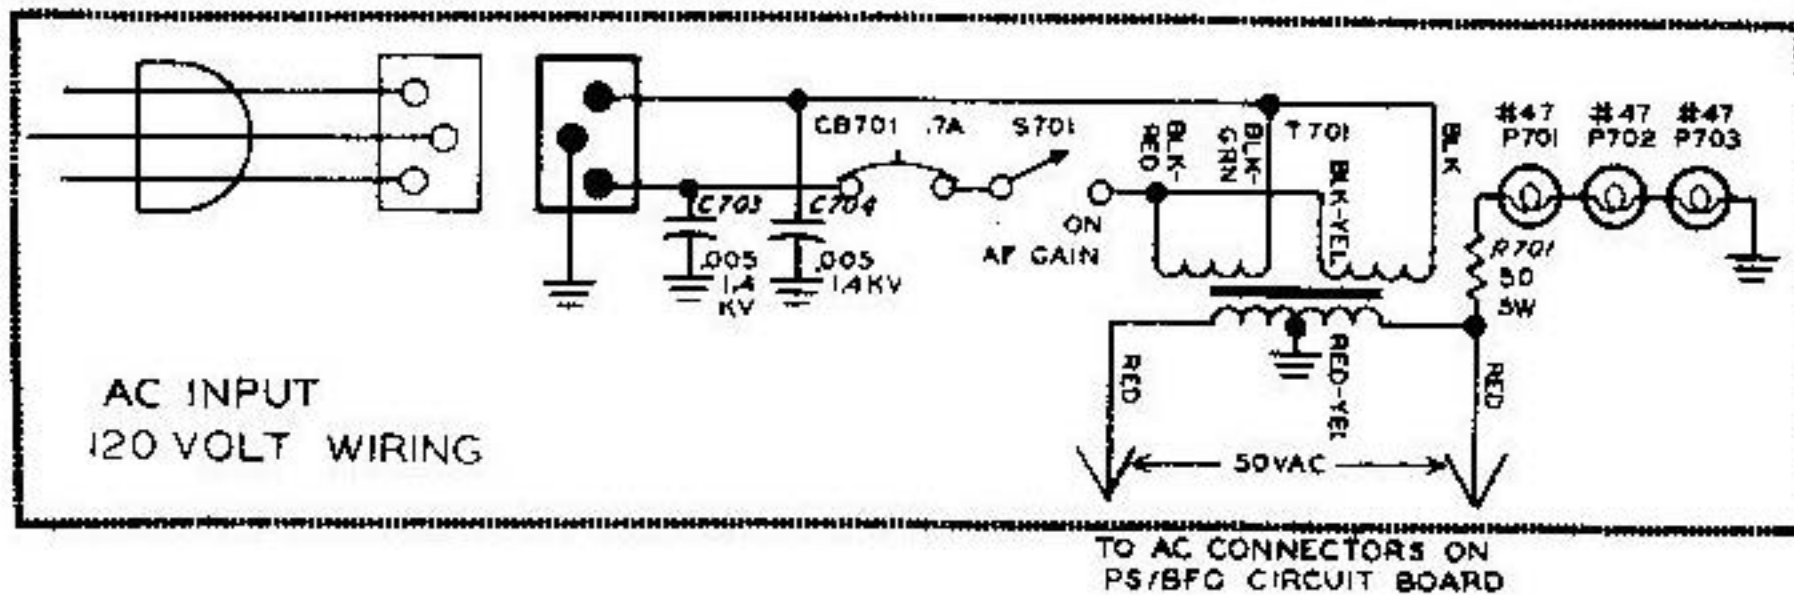 #47 #47 #47
P701 P702 P703
CB701 .7A S701
BLK-
RED
BLK-
GRN
T701
BLK-YEL
BLK
C703
.005
1.4
KV
C704
.005
1.4KV
ON
AF GAIN
R701
50
5W
RED
RED-YEL
RED
50VAC
AC INPUT
120 VOLT WIRING
TO AC CONNECTORS ON
PS/BFO CIRCUIT BOARD